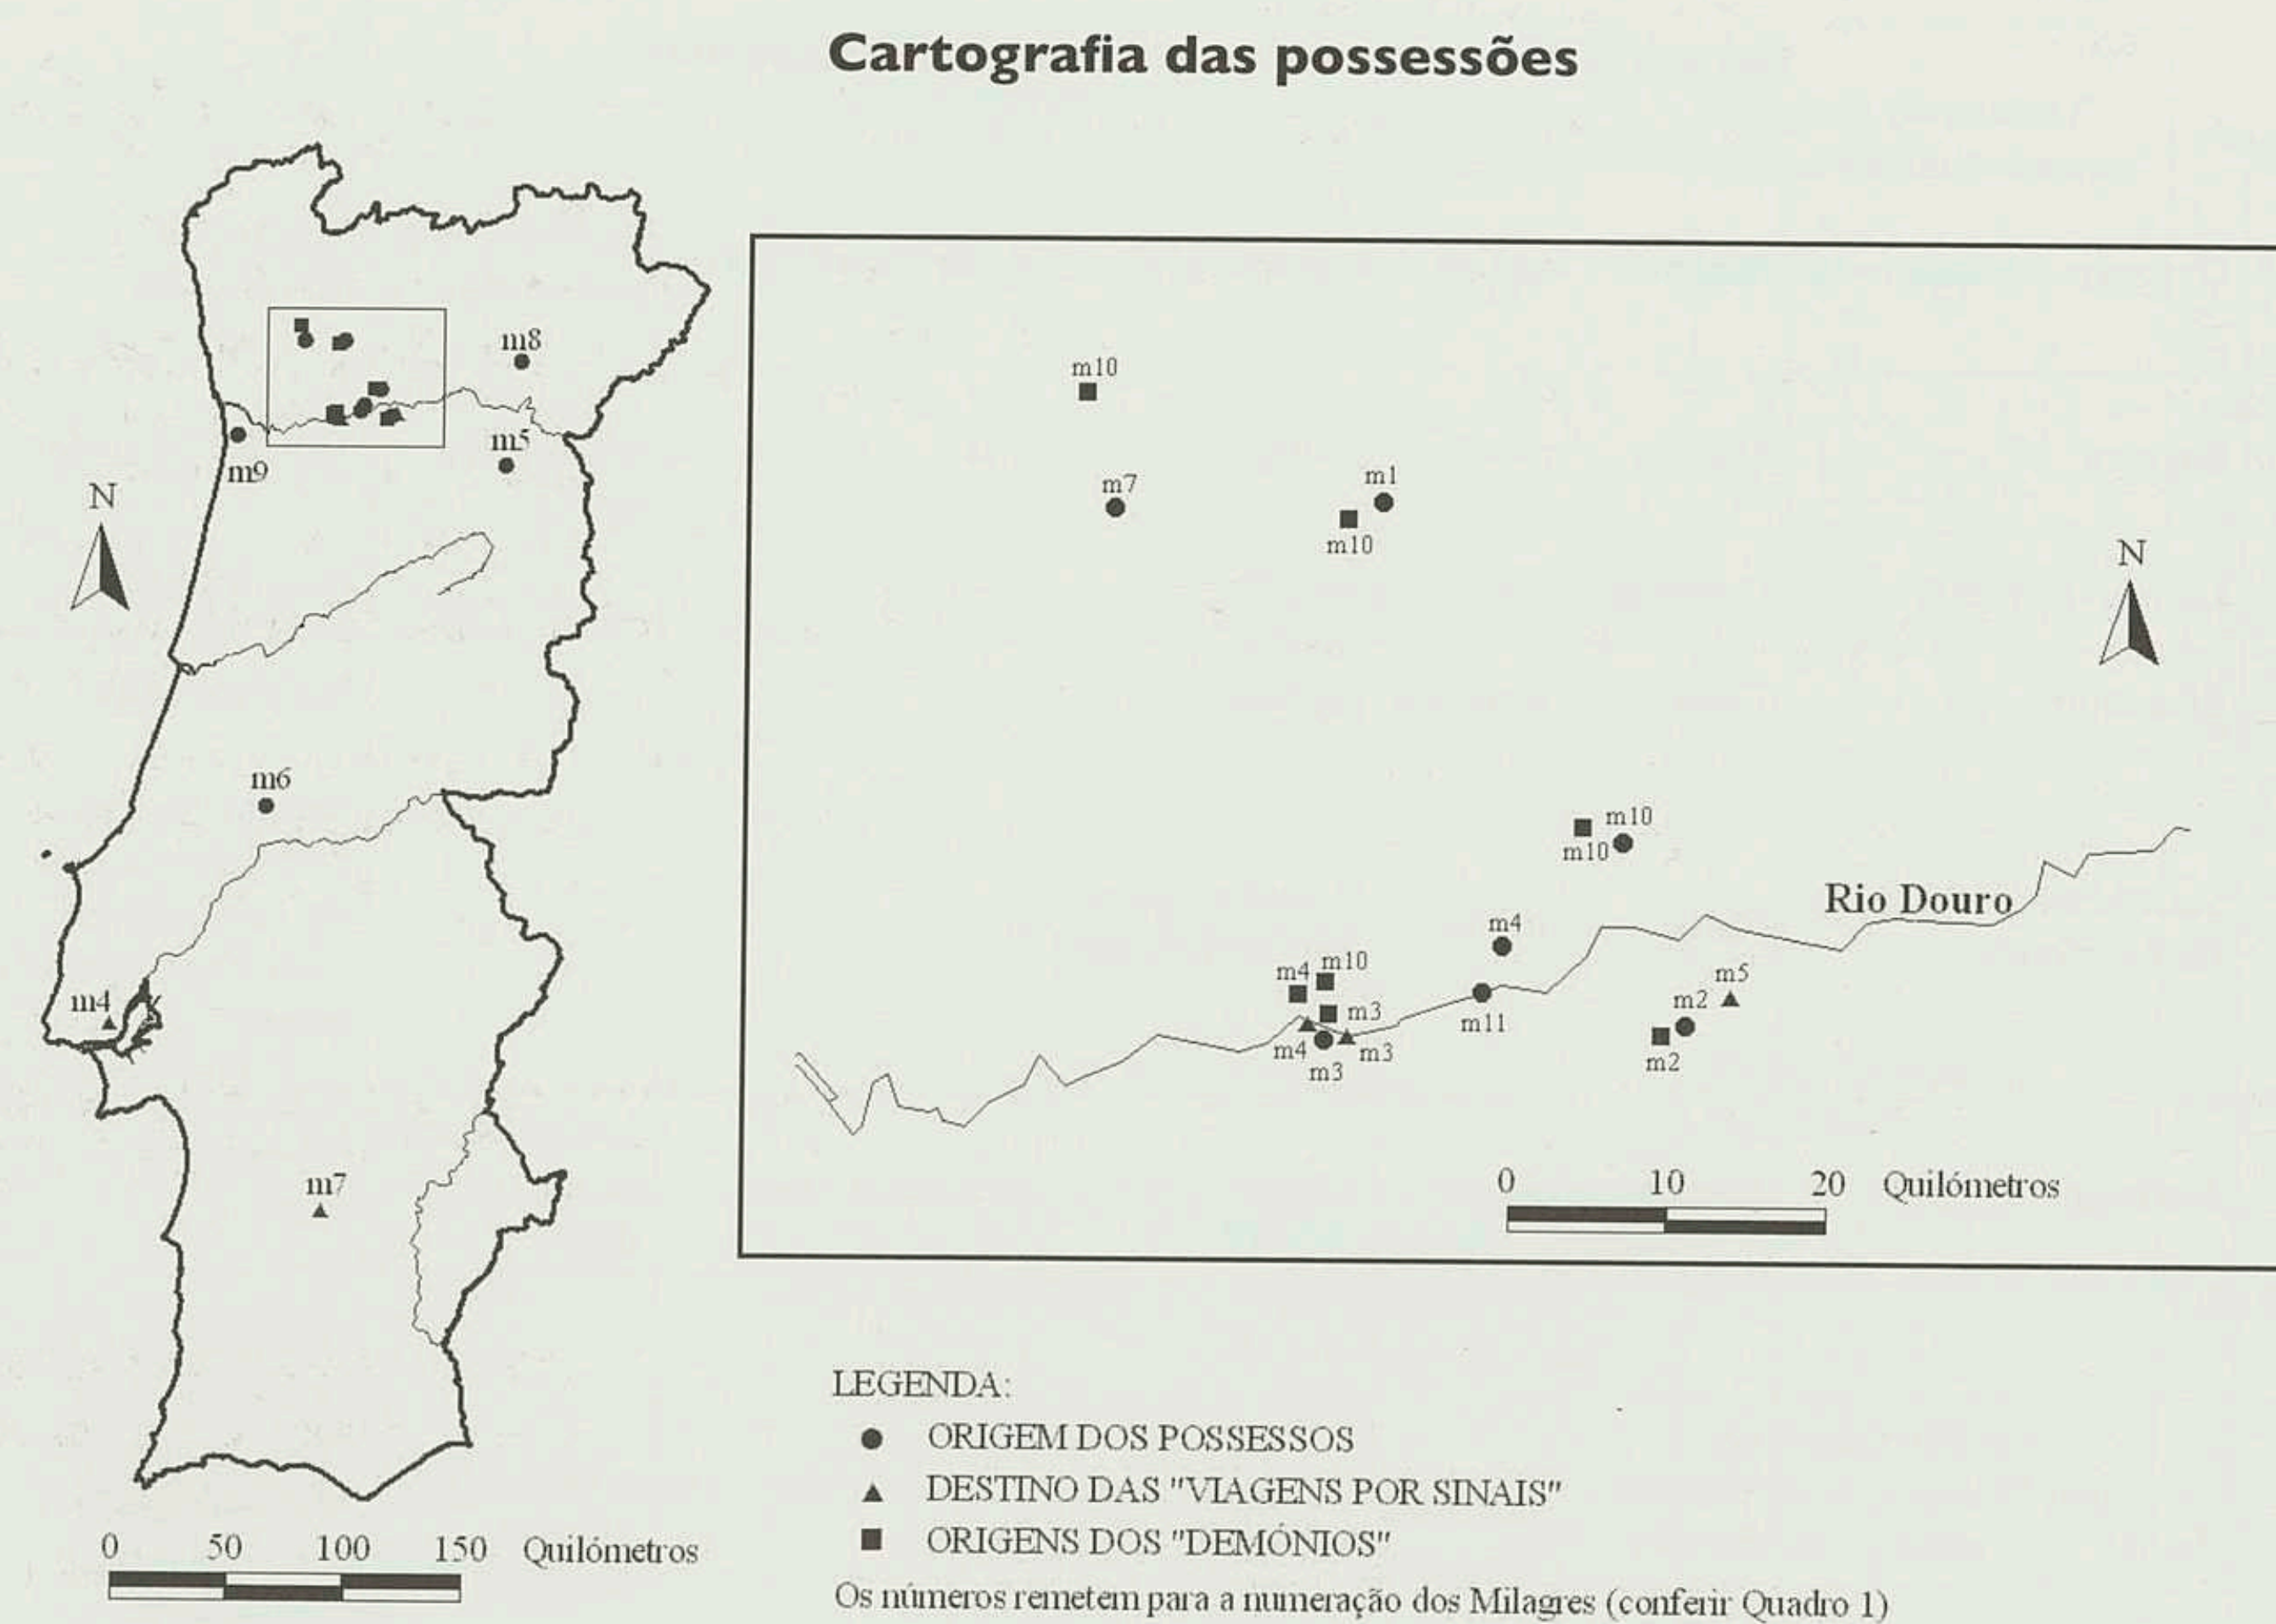 Cartografia das possessões
m8
m5
m9
N
m6
m4
m7
0 50 100 150 Quilómetros
m10
m7
m1
m10
N
m10
m10
Rio Douro
m4
m5
m4 m10
m2
m3
m11
m4
m3
m3
m2
0 10 20 Quilómetros
LEGENDA:
ORIGEM DOS POSSESSOS
DESTINO DAS "VIAGENS POR SINAIS"
ORIGENS DOS "DEMÓNIOS"
Os números remetem para a numeração dos Milagres (conferir Quadro 1)